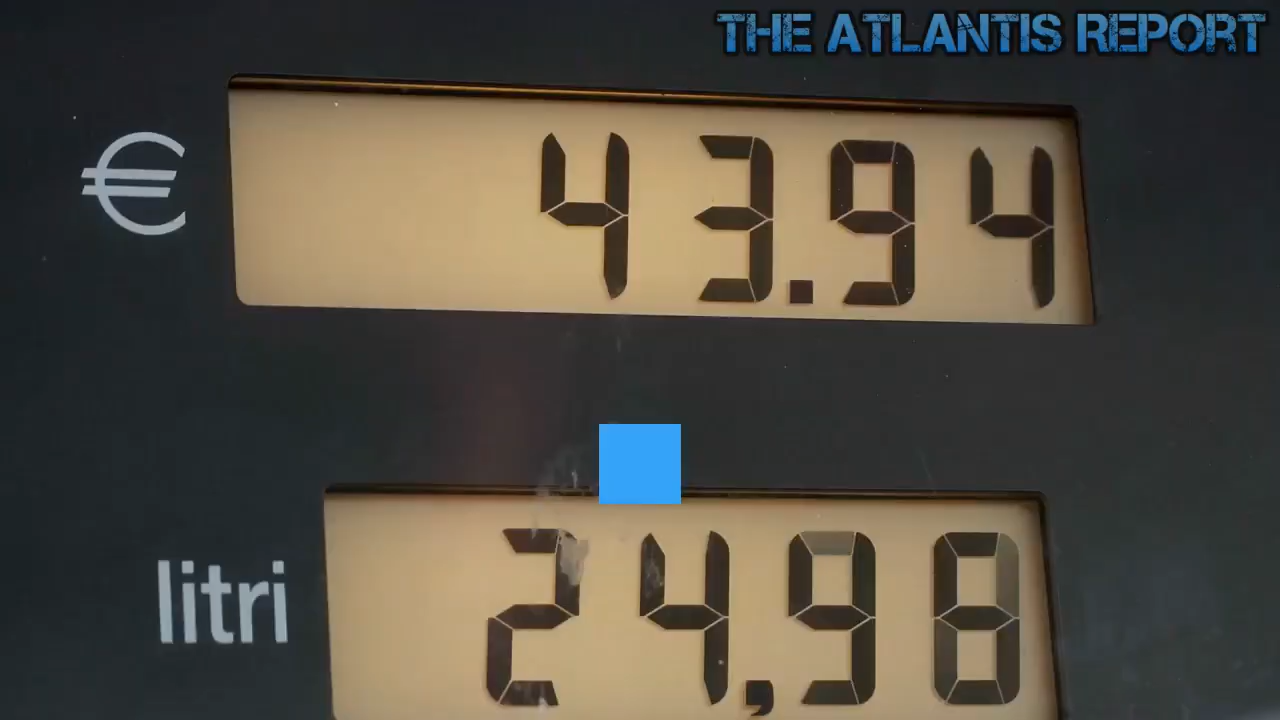 THE ATLANTIS REPORT
€ 43.94
litri 24,98